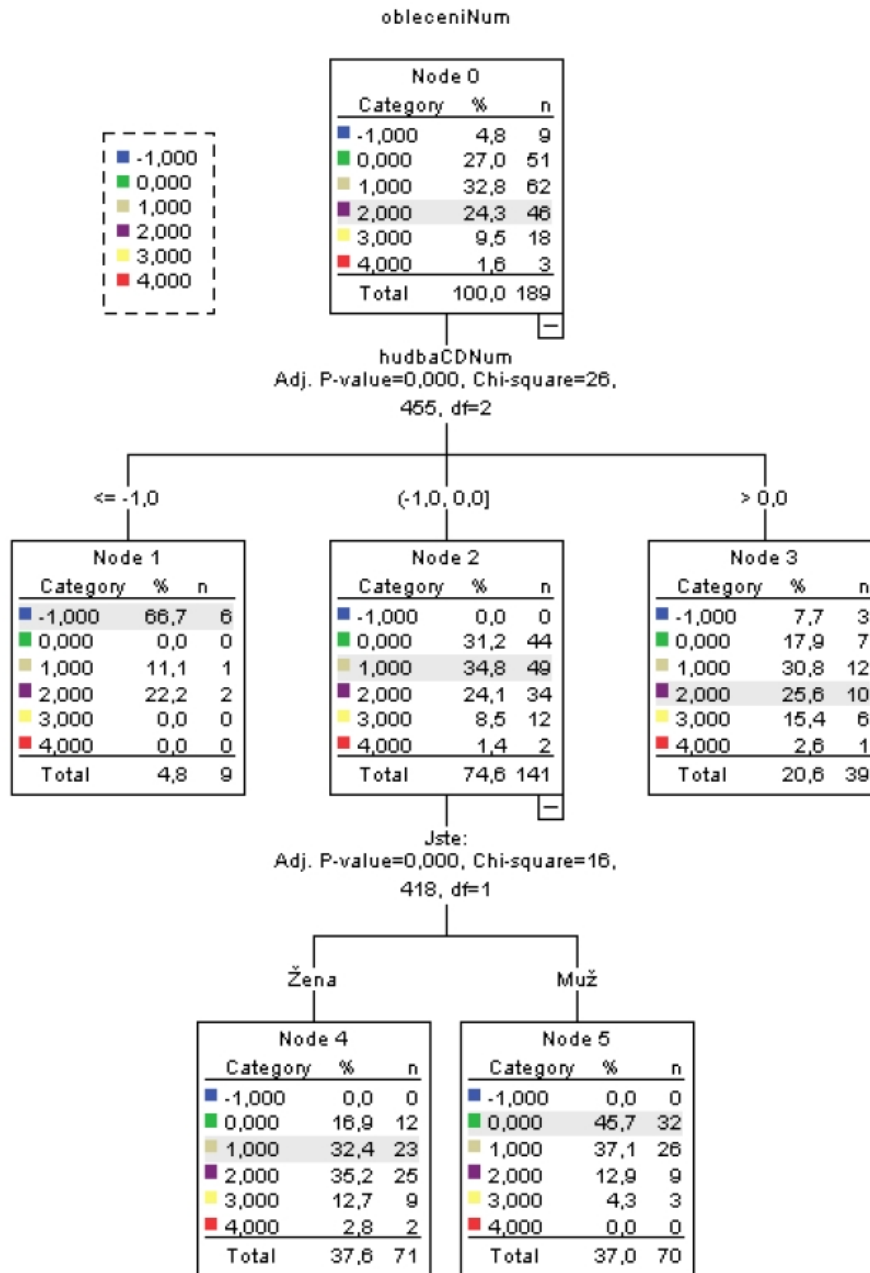 obleceniNum
-1,000
0,000
1,000
2,000
3,000
4,000
Node 0
Category % n
-1,000 4,8 9
0,000 27,0 51
1,000 32,8 62
2,000 24,3 46
3,000 9,5 18
4,000 1,6 3
Total 100,0 189
hudbaCDNum
Adj. P-value=0,000, Chi-square=26,
455, df=2
<= -1,0
(-1,0, 0,0]
> 0,0
Node 1
Category % n
-1,000 66,7 6
0,000 0,0 0
1,000 11,1 1
2,000 22,2 2
3,000 0,0 0
4,000 0,0 0
Total 4,8 9
Node 2
Category % n
-1,000 0,0 0
0,000 31,2 44
1,000 34,8 49
2,000 24,1 34
3,000 8,5 12
4,000 1,4 2
Total 74,6 141
Node 3
Category % n
-1,000 7,7 3
0,000 17,9 7
1,000 30,8 12
2,000 25,6 10
3,000 15,4 6
4,000 2,6 1
Total 20,6 39
Jste:
Adj. P-value=0,000, Chi-square=16,
418, df=1
Žena
Muž
Node 4
Category % n
-1,000 0,0 0
0,000 16,9 12
1,000 32,4 23
2,000 35,2 25
3,000 12,7 9
4,000 2,8 2
Total 37,6 71
Node 5
Category % n
-1,000 0,0 0
0,000 45,7 32
1,000 37,1 26
2,000 12,9 9
3,000 4,3 3
4,000 0,0 0
Total 37,0 70